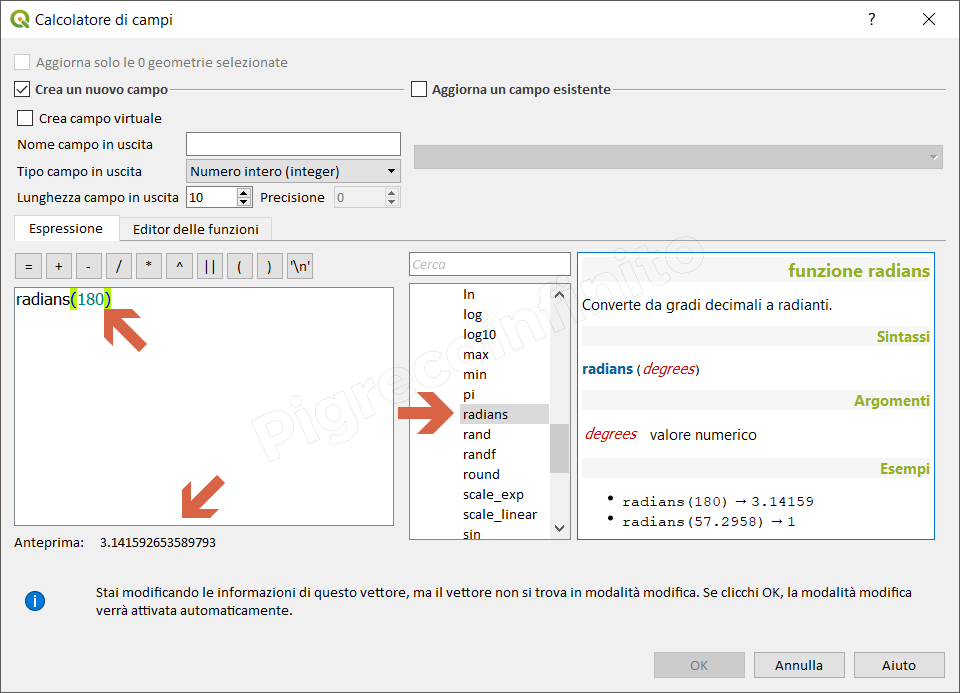 Calcolatore di campi
?
Aggiorna solo le 0 geometrie selezionate
Crea un nuovo campo
Aggiorna un campo esistente
Crea campo virtuale
Nome campo in uscita
Tipo campo in uscita Numero intero (integer)
Lunghezza campo in uscita 10 Precisione 0
Espressione Editor delle funzioni
= + - / * ^ || ( ) '\n'
radians(180)
Anteprima: 3.141592653589793
Cerca
ln
log
log10
max
min
pi
radians
rand
randf
round
scale_exp
scale_linear
sin
funzione radians
Converte da gradi decimali a radianti.
Sintassi
radians (degrees)
Argomenti
degrees valore numerico
Esempi
• radians(180) → 3.14159
• radians(57.2958) → 1
Pigrecoinfinito
Stai modificando le informazioni di questo vettore, ma il vettore non si trova in modalità modifica. Se clicchi OK, la modalità modifica
verrà attivata automaticamente.
OK Annulla Aiuto